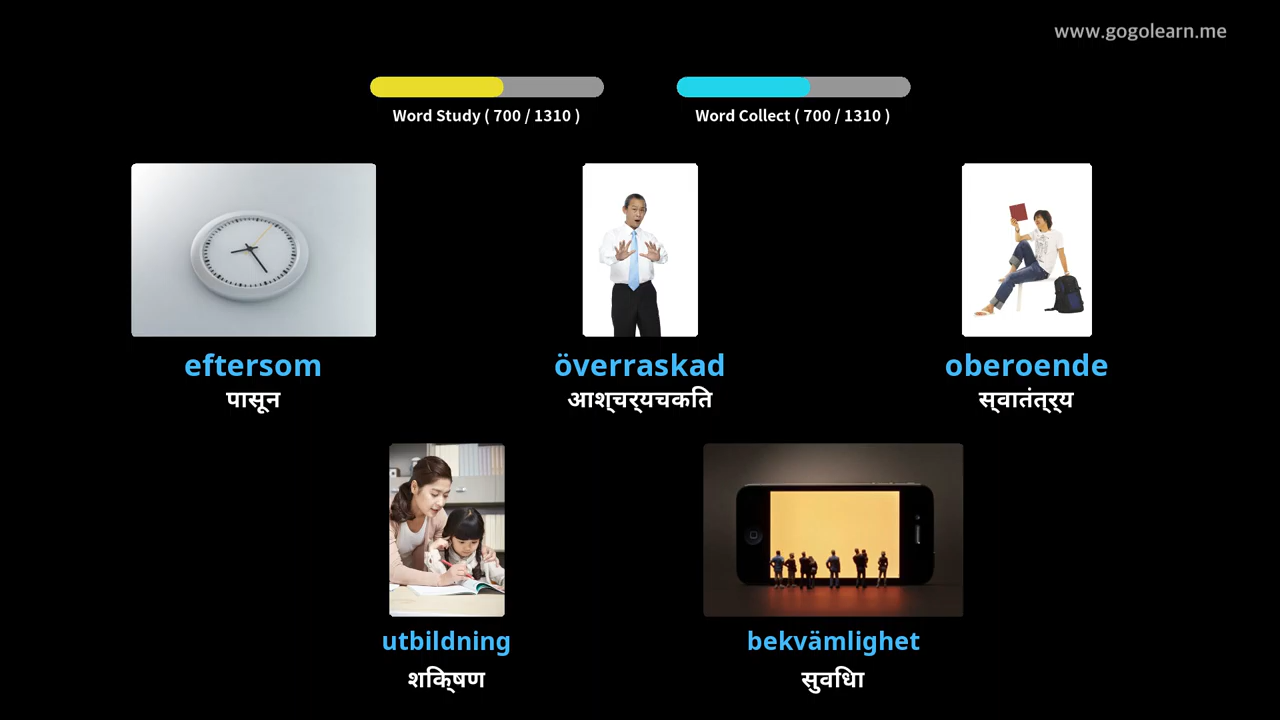 www.gogolearn.me
Word Study ( 700 / 1310 )
Word Collect ( 700 / 1310 )
eftersom
överraskad
oberoende
पासून
आश्चर्यचकित
स्वातंत्र्य
utbildning
bekvämlighet
शिक्षण
सुविधा